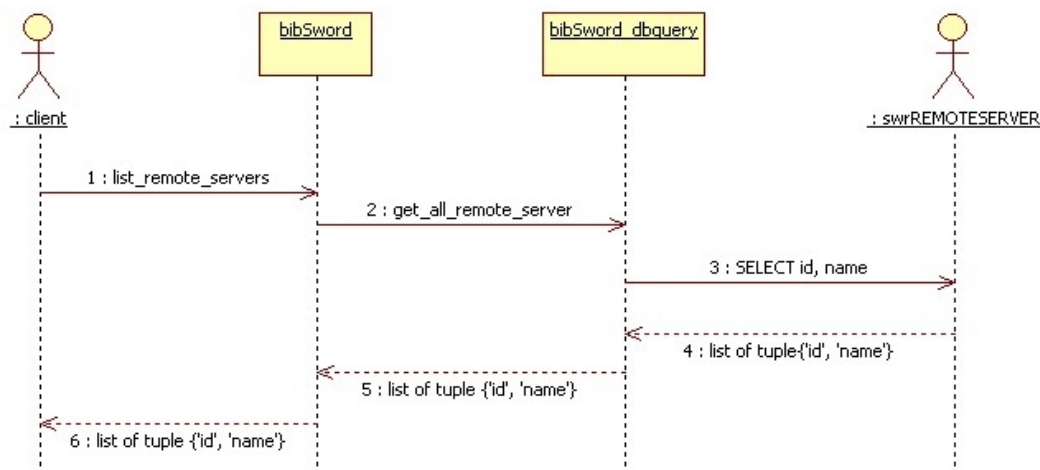 bibSword
bibSword_dbquery
: client
: swrREMOTESERVER
1 : list_remote_servers
2 : get_all_remote_server
3 : SELECT id, name
4 : list of tuple{'id', 'name'}
5 : list of tuple {'id', 'name'}
6 : list of tuple {'id', 'name'}